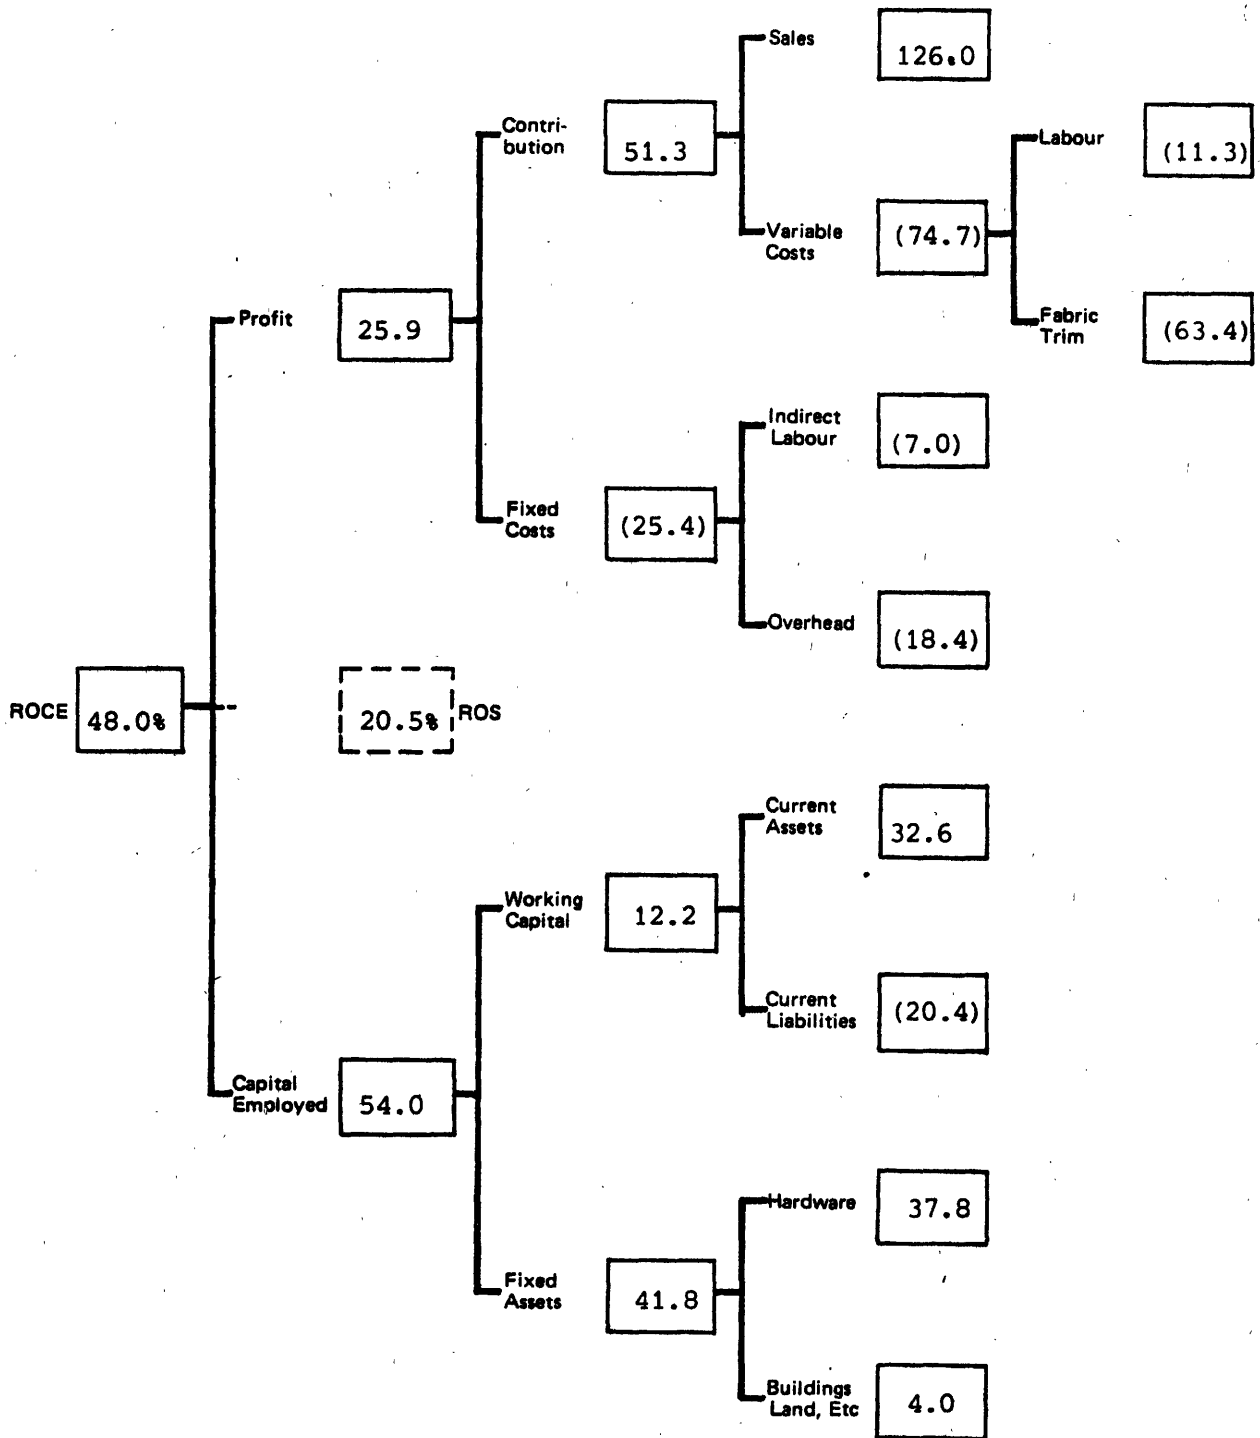 Sales
126.0
Contri-
bution
51.3
Labour
(11.3)
Variable
Costs
(74.7)
Profit
25.9
Fabric
Trim
(63.4)
Indirect
Labour
(7.0)
Fixed
Costs
(25.4)
Overhead
(18.4)
ROCE
48.0%
20.5%
ROS
Current
Assets
32.6
Working
Capital
12.2
Current
Liabilities
(20.4)
Capital
Employed
54.0
Hardware
37.8
Fixed
Assets
41.8
Buildings
Land, Etc
4.0